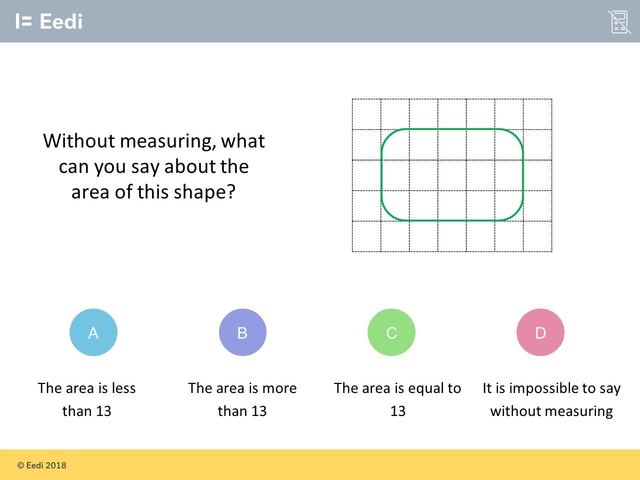 Eedi
Without measuring, what
can you say about the
area of this shape?
A
B
C
D
The area is less
than 13
The area is more
than 13
The area is equal to
13
It is impossible to say
without measuring
© Eedi 2018